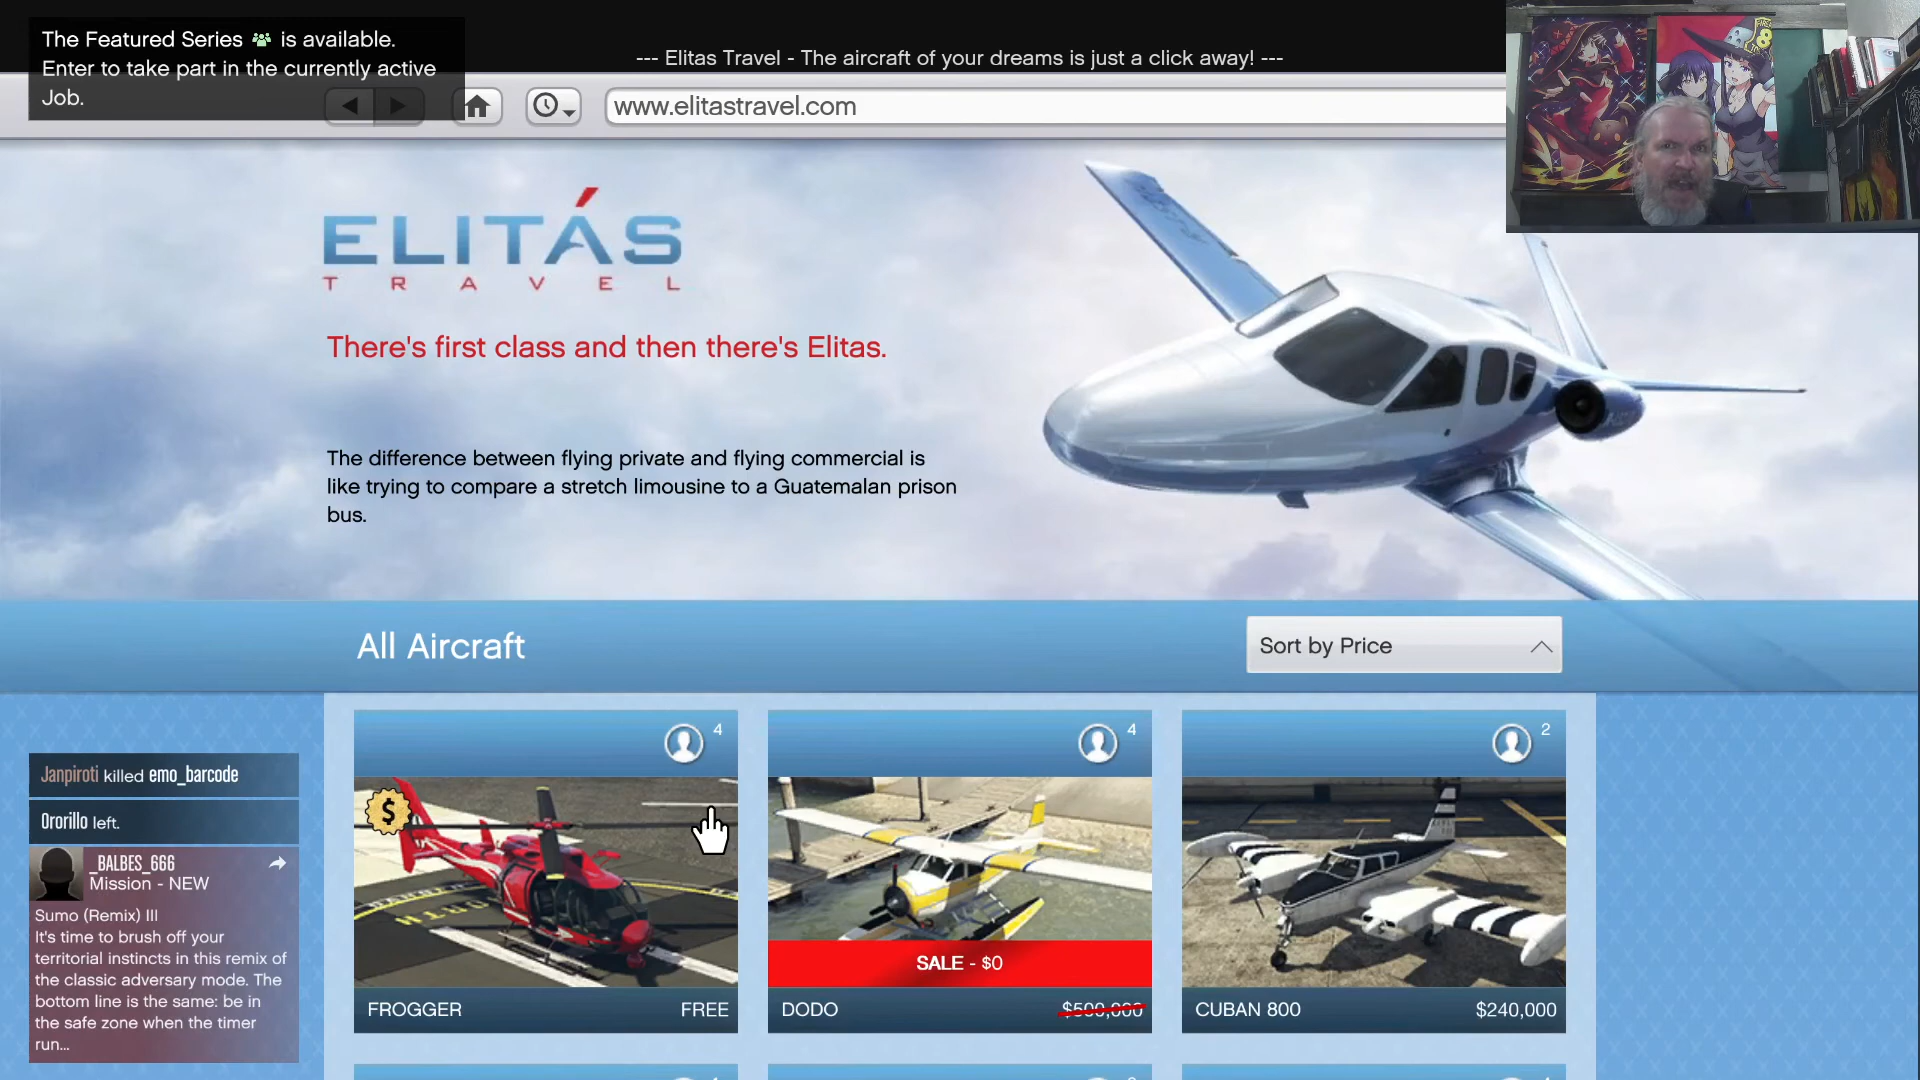 The Featured Series is available.
Enter to take part in the currently active
Job.
--- Elitas Travel - The aircraft of your dreams is just a click away! ---
www.elitastravel.com
ELITÁS
TRAVEL
There's first class and then there's Elitas.
The difference between flying private and flying commercial is
like trying to compare a stretch limousine to a Guatemalan prison
bus.
All Aircraft
Sort by Price
4
4
2
$
SALE - $0
FROGGER FREE
DODO $500,000
CUBAN 800 $240,000
Janpiroti killed emo_barcode
Ororillo left.
_BALBES_666
Mission - NEW
Sumo (Remix) III
It's time to brush off your
territorial instincts in this remix of
the classic adversary mode. The
bottom line is the same: be in
the safe zone when the timer
run...